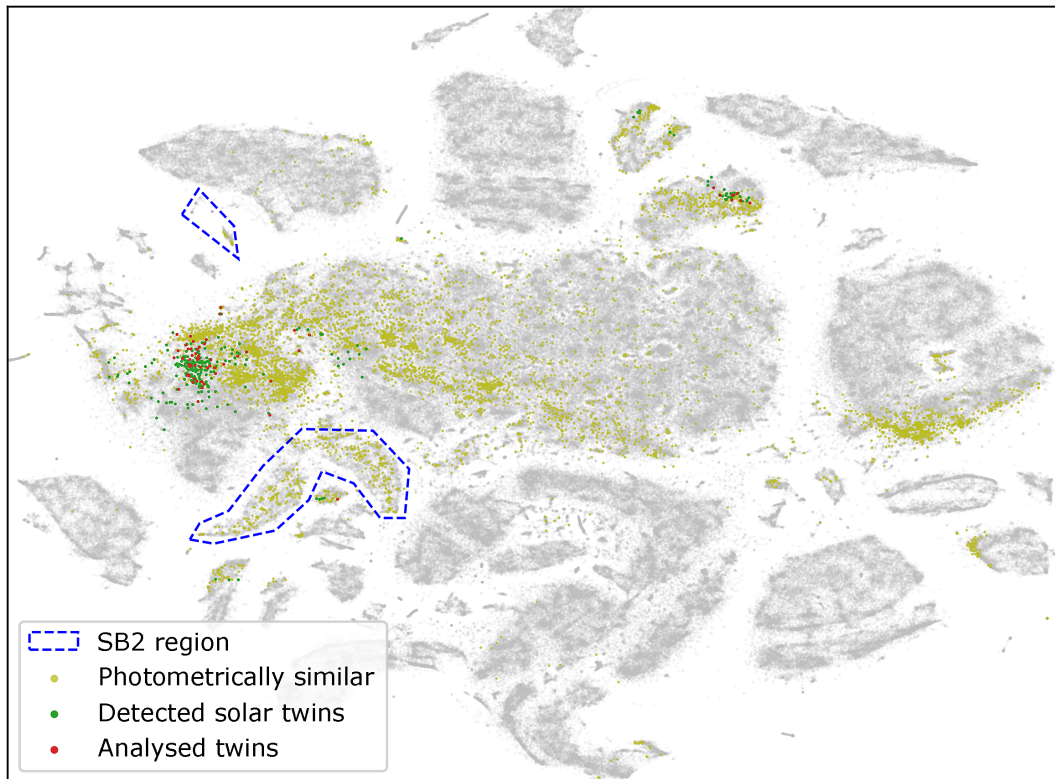 SB2 region
Photometrically similar
Detected solar twins
Analysed twins